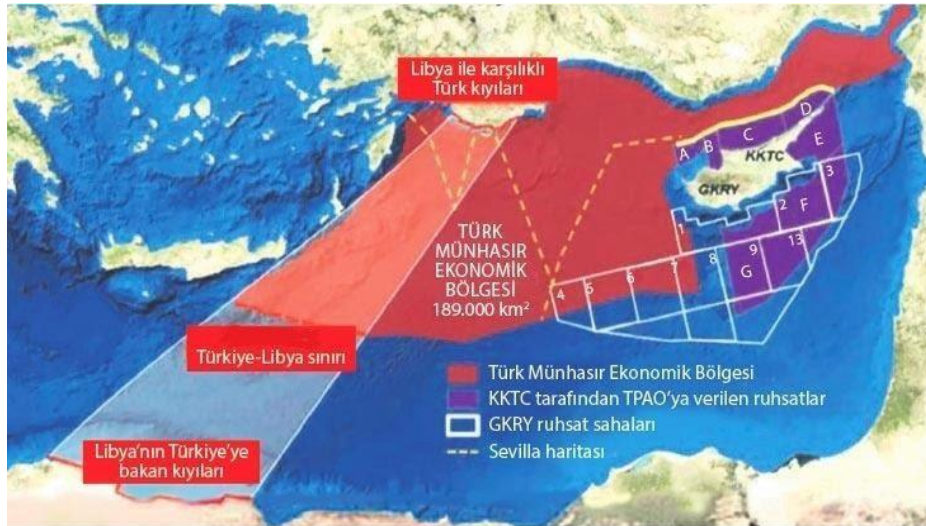 Libya ile karşılıklı
Türk kıyıları
D
C
E
B
A
KKTC
GKRY
3
2
F
1
13
9
8
G
7
6
5
4
TÜRK
MÜNHASIR
EKONOMİK
BÖLGESİ
189.000 km²
Türkiye-Libya sınırı
Libya'nın Türkiye'ye
bakan kıyıları
Türk Münhasır Ekonomik Bölgesi
KKTC tarafından TPAO'ya verilen ruhsatlar
GKRY ruhsat sahaları
Sevilla haritası